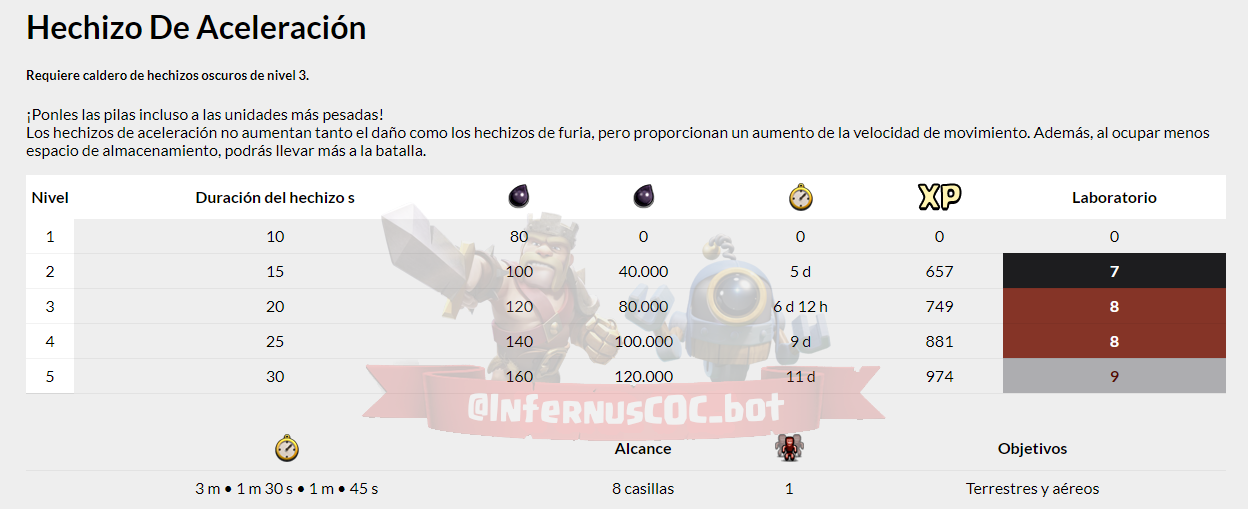 Hechizo De Aceleración
Requiere caldero de hechizos oscuros de nivel 3.
¡Ponles las pilas incluso a las unidades más pesadas!
Los hechizos de aceleración no aumentan tanto el daño como los hechizos de furia, pero proporcionan un aumento de la velocidad de movimiento. Además, al ocupar menos
espacio de almacenamiento, podrás llevar más a la batalla.
Nivel Duración del hechizo s XP Laboratorio
1 10 80 0 0 0 0
2 15 100 40.000 5 d 657 7
3 20 120 80.000 6 d 12 h 749 8
4 25 140 100.000 9 d 881 8
5 30 160 120.000 11 d 974 9
@InfernusCOC_bot
Alcance Objetivos
3 m • 1 m 30 s • 1 m • 45 s 8 casillas 1 Terrestres y aéreos